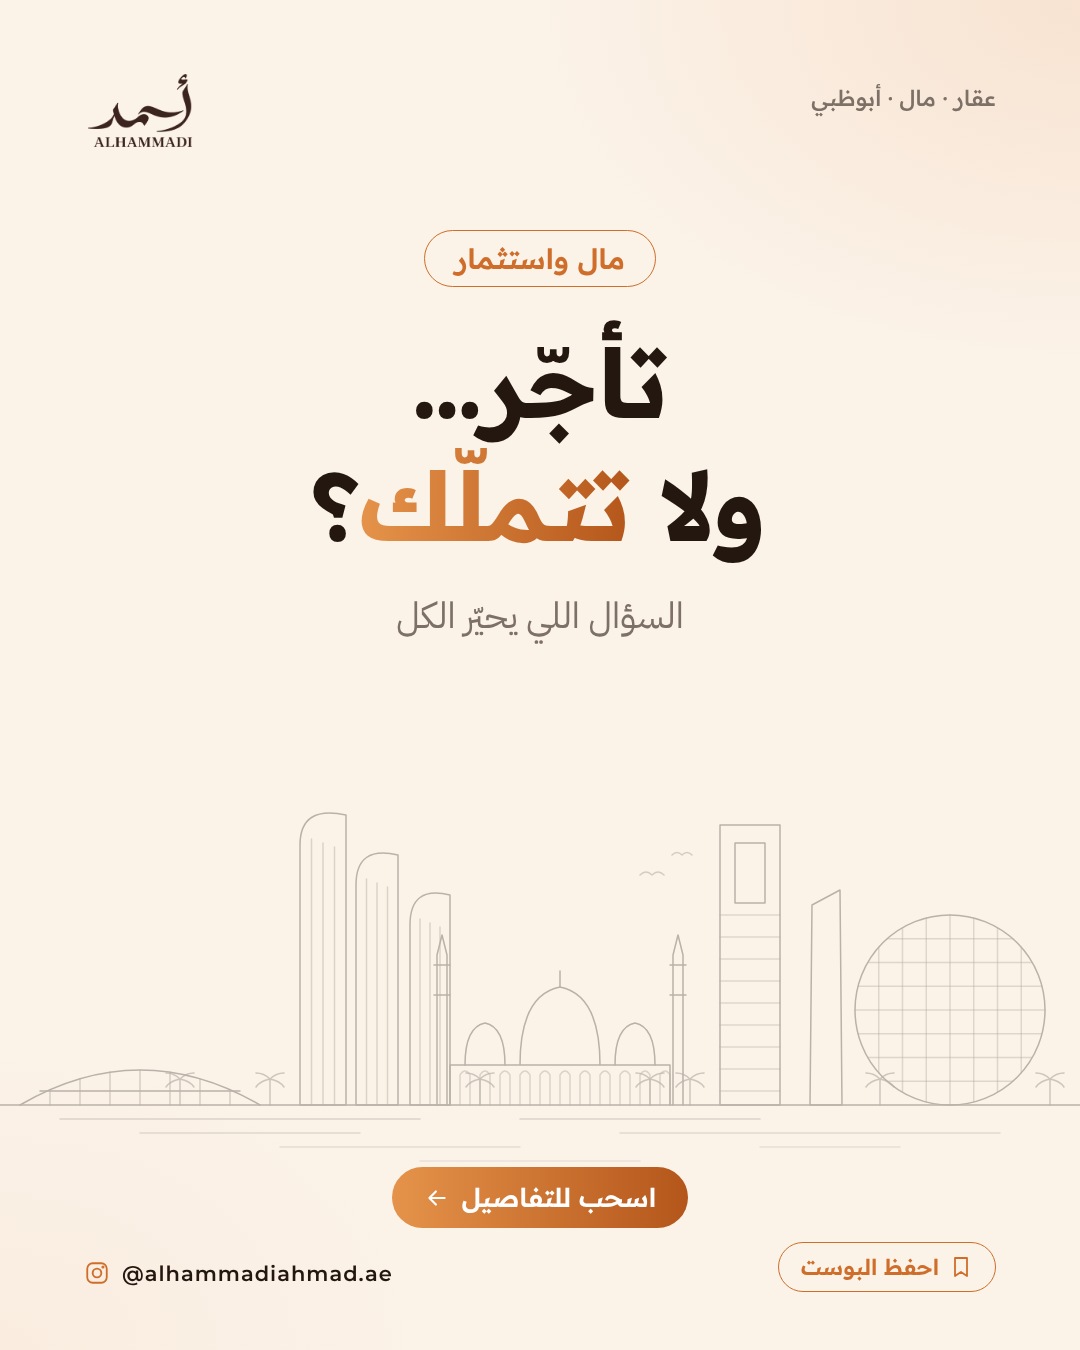 عقار · مال · أبوظبي
أحمد
ALHAMMADI
مال واستثمار
تأجّر...
ولا تتملّك؟
السؤال اللي يحيّر الكل
اسحب للتفاصيل ←
احفظ البوست
@alhammadiahmad.ae